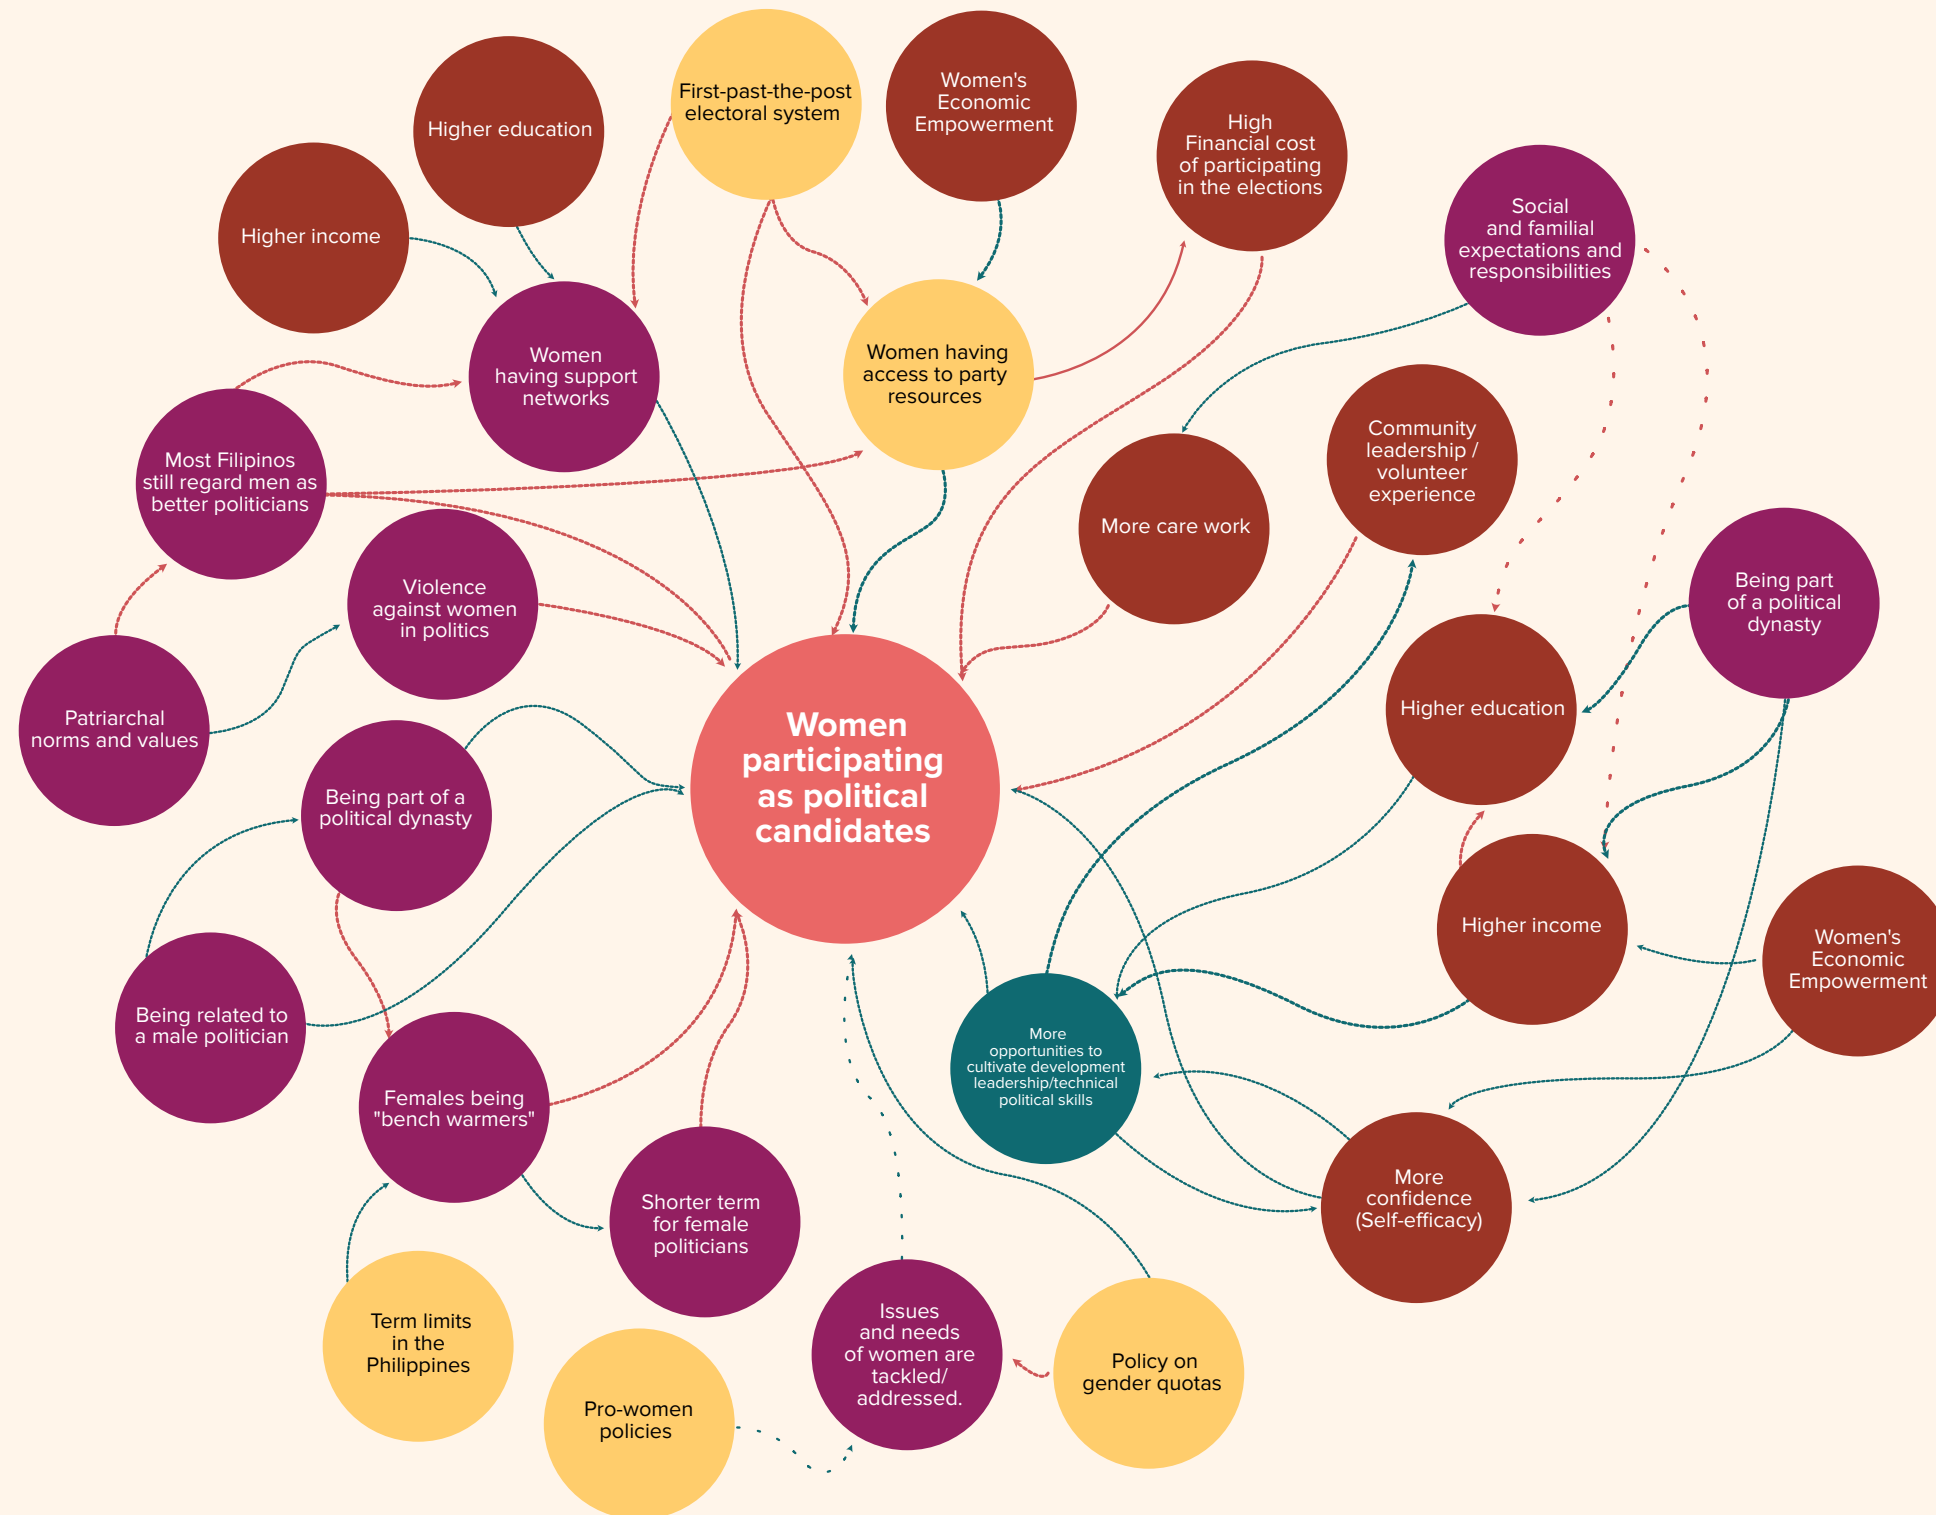 First-past-the-post
electoral system
Women's
Economic
Empowerment
Higher education
High
Financial cost
of participating
in the elections
Higher income
Social
and familial
expectations and
responsibilities
Women
having support
networks
Women having
access to party
resources
Most Filipinos
still regard men as
better politicians
Community
leadership /
volunteer
experience
More care work
Violence
against women
in politics
Being part
of a political
dynasty
Patriarchal
norms and values
Women
participating
as political
candidates
Higher education
Being part of a
political dynasty
Higher income
Women's
Economic
Empowerment
Being related to
a male politician
More
opportunities to
cultivate development
leadership/technical
political skills
Females being
"bench warmers"
More
confidence
(Self-efficacy)
Shorter term
for female
politicians
Term limits
in the
Philippines
Issues
and needs
of women are
tackled/
addressed.
Policy on
gender quotas
Pro-women
policies